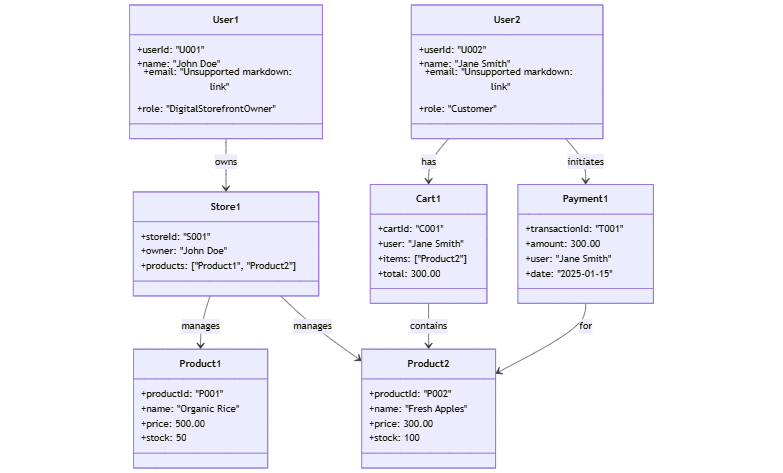 User1
+userId: "U001"
+name: "John Doe"
+email: "Unsupported markdown:
link"
+role: "DigitalStorefrontOwner"
User2
+userId: "U002"
+name: "Jane Smith"
+email: "Unsupported markdown:
link"
+role: "Customer"
owns
has
initiates
Store1
+storeId: "S001"
+owner: "John Doe"
+products: ["Product1", "Product2"]
Cart1
+cartId: "C001"
+user: "Jane Smith"
+items: ["Product2"]
+total: 300.00
Payment1
+transactionId: "T001"
+amount: 300.00
+user: "Jane Smith"
+date: "2025-01-15"
manages
manages
contains
for
Product1
+productId: "P001"
+name: "Organic Rice"
+price: 500.00
+stock: 50
Product2
+productId: "P002"
+name: "Fresh Apples"
+price: 300.00
+stock: 100